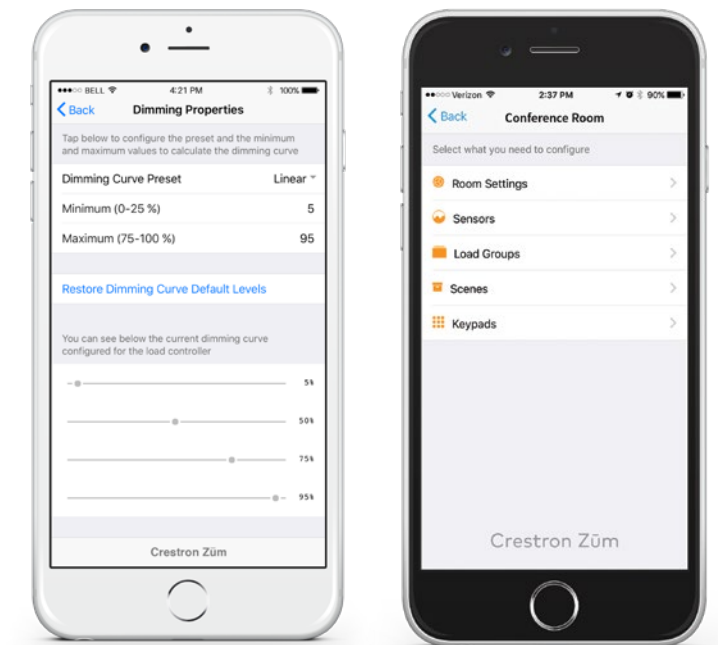 ●●●○○ BELL 4:21 PM 100%
Back Dimming Properties
Tap below to configure the preset and the minimum
and maximum values to calculate the dimming curve
Dimming Curve Preset Linear
Minimum (0-25 %) 5
Maximum (75-100 %) 95
Restore Dimming Curve Default Levels
You can see below the current dimming curve
configured for the load controller
5%
50%
75%
95%
Crestron Zūm
●●○○○ Verizon 2:37 PM 90%
Back Conference Room
Select what you need to configure
Room Settings
Sensors
Load Groups
Scenes
Keypads
Crestron Zūm